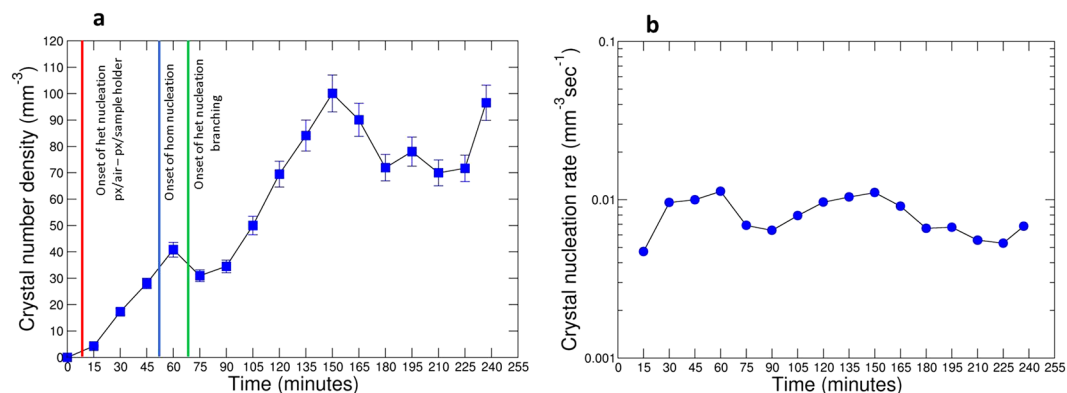 a
Crystal number density (mm⁻³)
120
110
100
90
80
70
60
50
40
30
20
10
0
Onset of het nucleation
px/air – px/sample holder
Onset of hom nucleation
Onset of het nucleation
branching
0 15 30 45 60 75 90 105 120 135 150 165 180 195 210 225 240 255
Time (minutes)
b
Crystal nucleation rate (mm⁻³sec⁻¹)
0.1
0.01
0.001
0 15 30 45 60 75 90 105 120 135 150 165 180 195 210 225 240 255
Time (minutes)